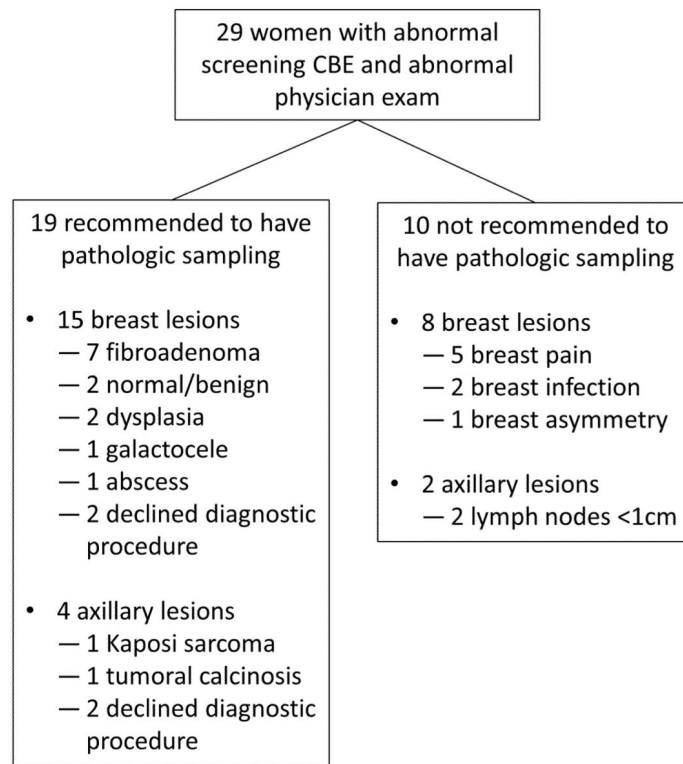 29 women with abnormal
screening CBE and abnormal
physician exam
19 recommended to have
pathologic sampling
• 15 breast lesions
— 7 fibroadenoma
— 2 normal/benign
— 2 dysplasia
— 1 galactocele
— 1 abscess
— 2 declined diagnostic
procedure
• 4 axillary lesions
— 1 Kaposi sarcoma
— 1 tumoral calcinosis
— 2 declined diagnostic
procedure
10 not recommended to
have pathologic sampling
• 8 breast lesions
— 5 breast pain
— 2 breast infection
— 1 breast asymmetry
• 2 axillary lesions
— 2 lymph nodes <1cm